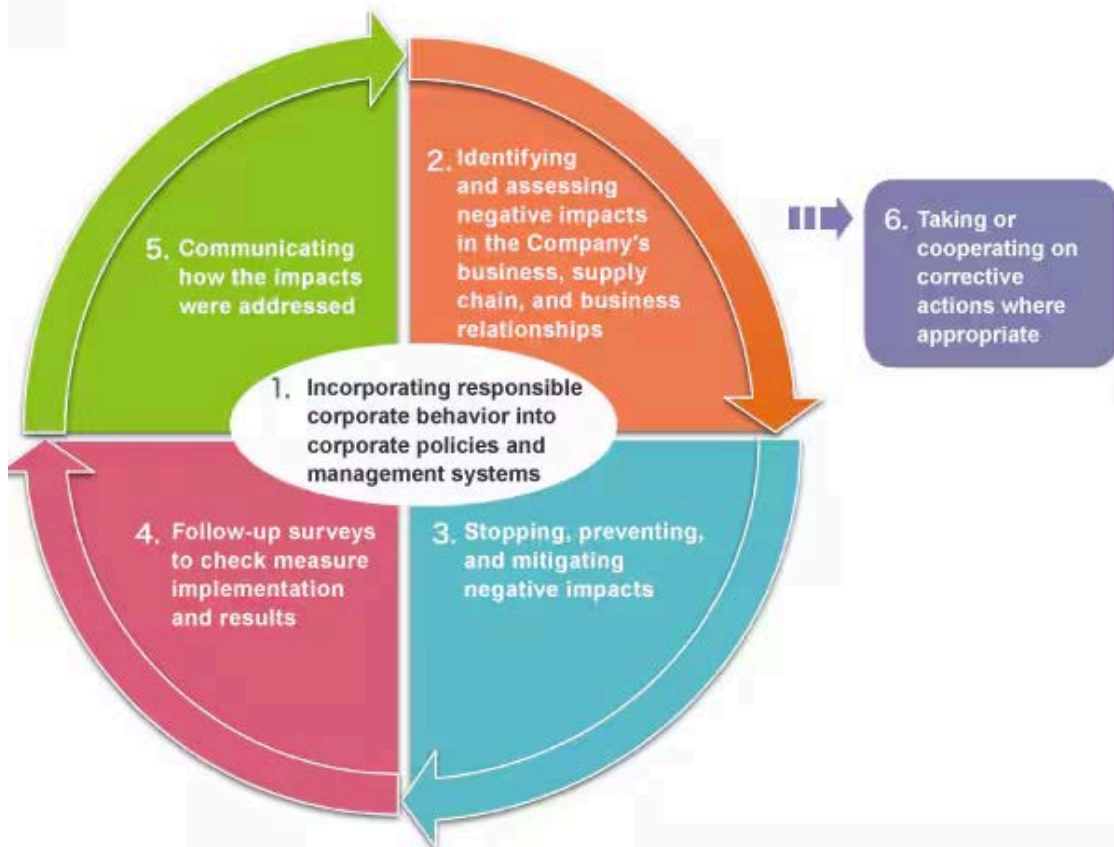 1. Incorporating responsible
corporate behavior into
corporate policies and
management systems
2. Identifying
and assessing
negative impacts
in the Company's
business, supply
chain, and business
relationships
3. Stopping, preventing,
and mitigating
negative impacts
4. Follow-up surveys
to check measure
implementation
and results
5. Communicating
how the impacts
were addressed
6. Taking or
cooperating on
corrective
actions where
appropriate